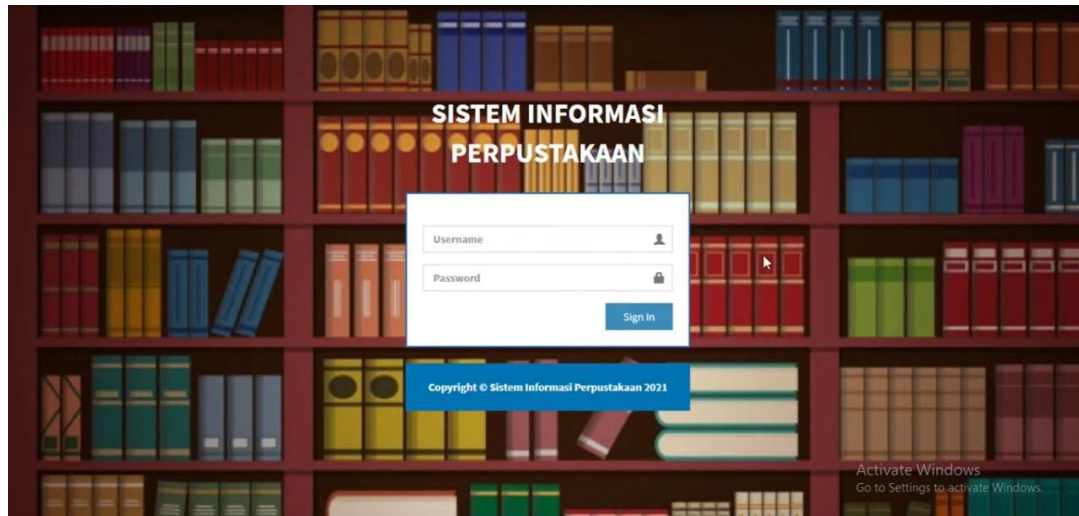 SISTEM INFORMASI
PERPUSTAKAAN
Username
Password
Sign In
Copyright © Sistem Informasi Perpustakaan 2021
Activate Windows
Go to Settings to activate Windows.